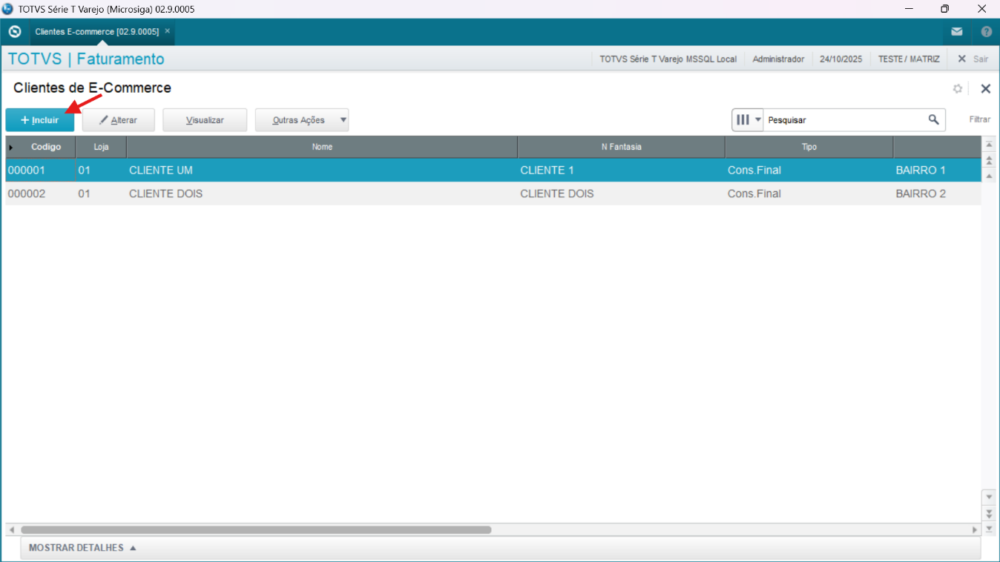 TOTVS Série T Varejo (Microsiga) 02.9.0005
Clientes E-commerce [02.9.0005] ×
TOTVS | Faturamento
TOTVS Série T Varejo MSSQL Local Administrador 24/10/2025 TESTE / MATRIZ Sair
Clientes de E-Commerce
+ Incluir Alterar Visualizar Outras Ações Pesquisar Filtrar
Codigo Loja Nome N Fantasia Tipo
000001 01 CLIENTE UM CLIENTE 1 Cons.Final BAIRRO 1
000002 01 CLIENTE DOIS CLIENTE DOIS Cons.Final BAIRRO 2
MOSTRAR DETALHES